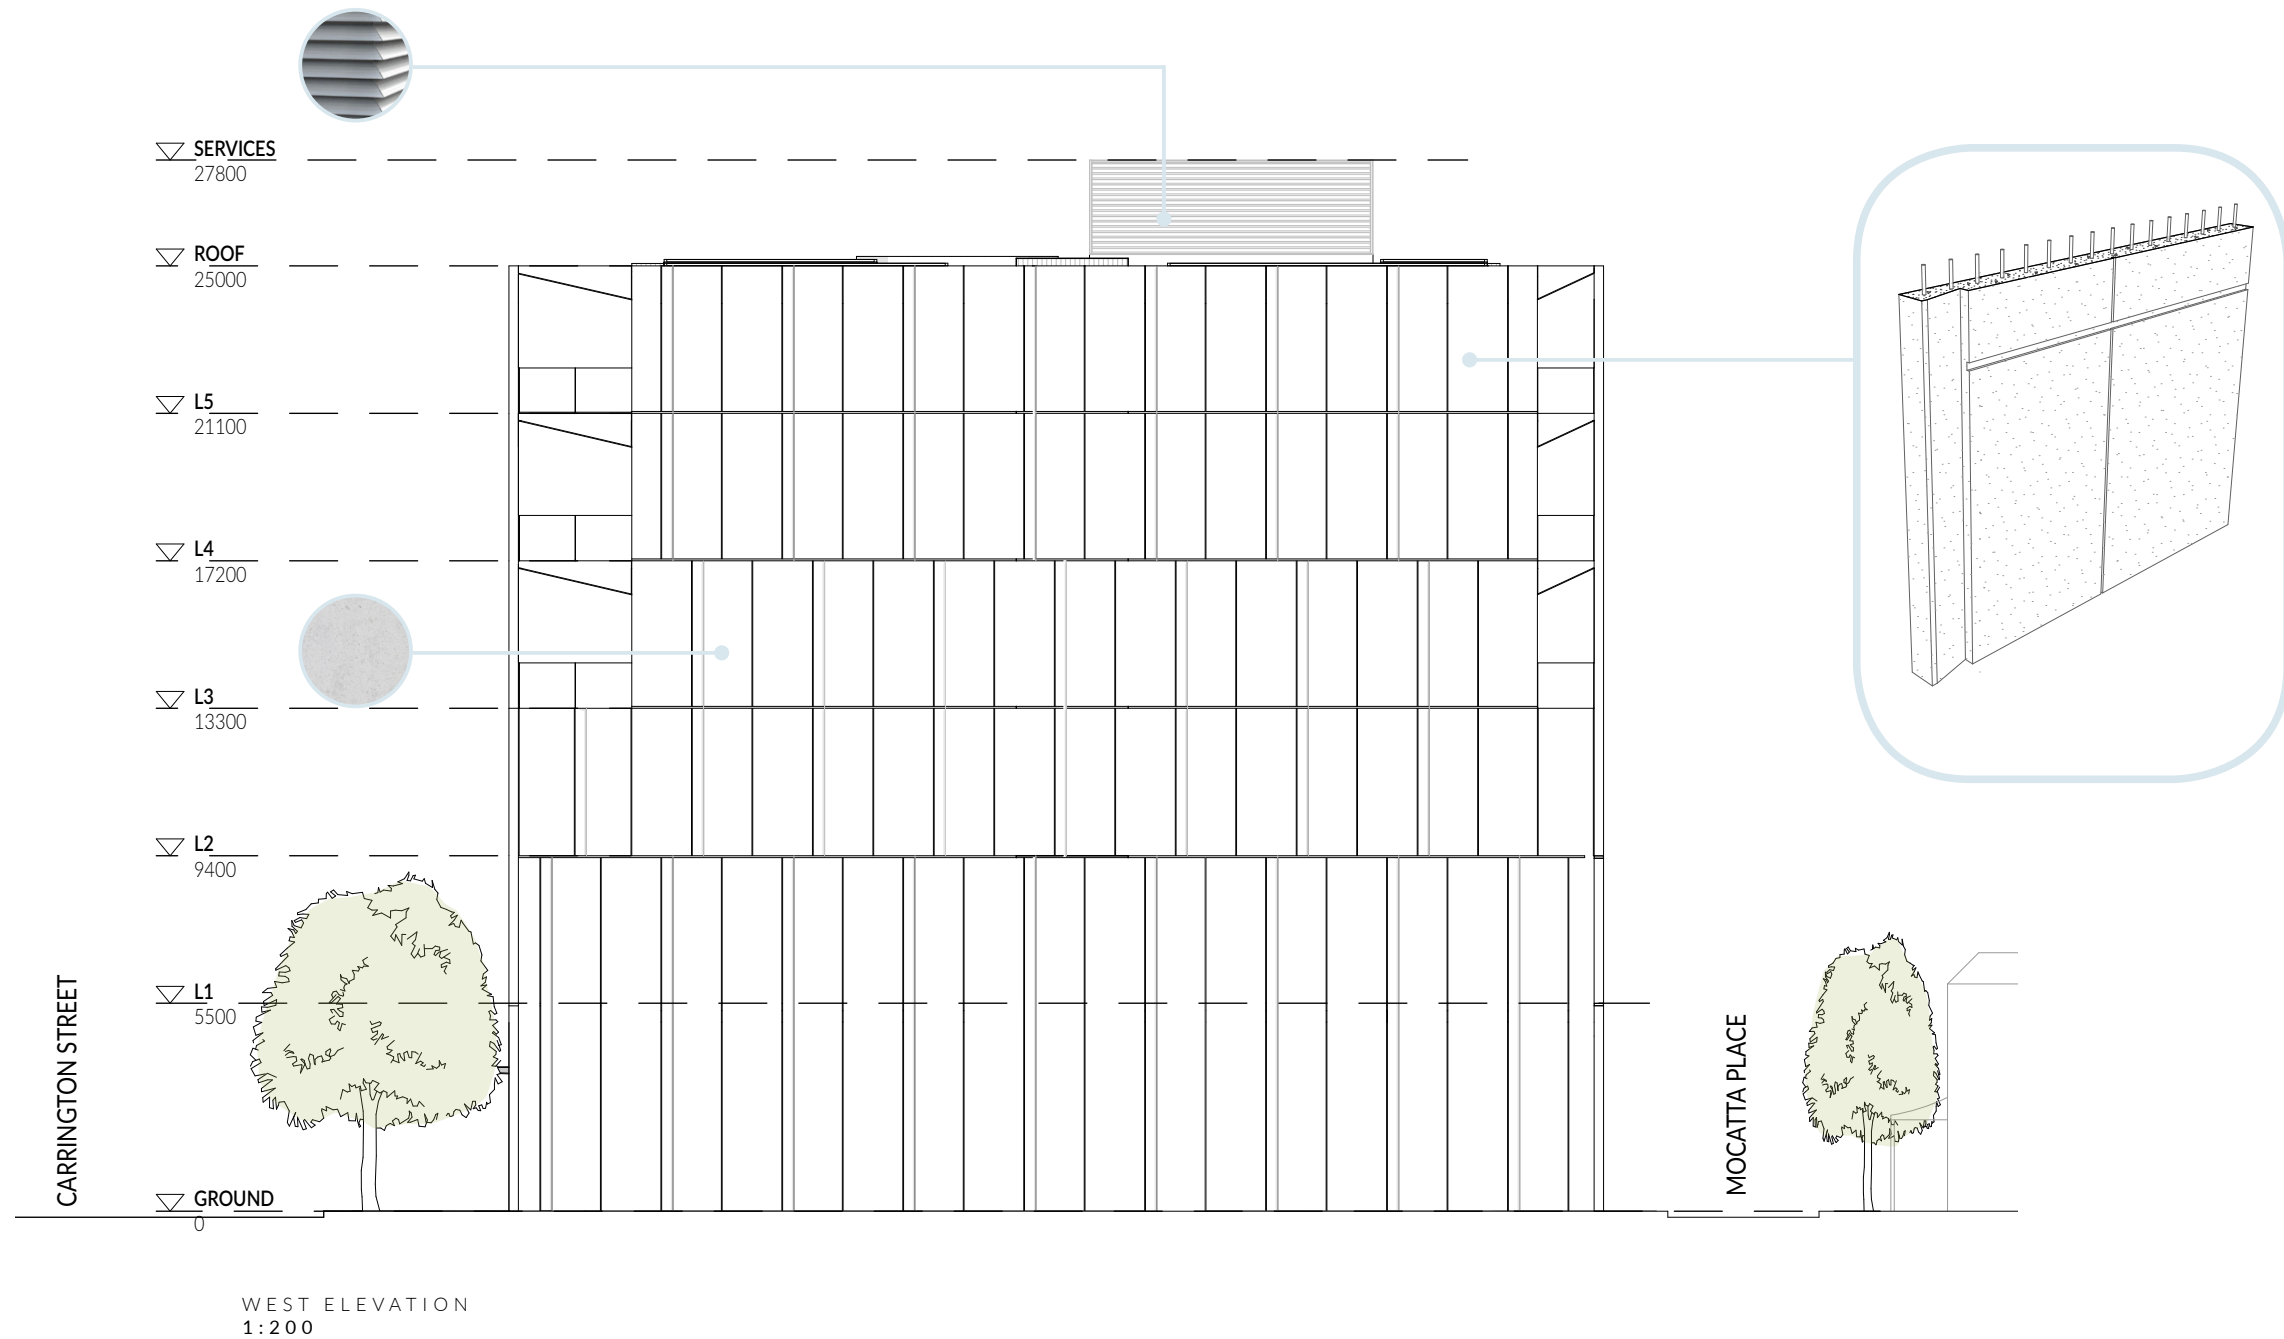 SERVICES
27800
ROOF
25000
L5
21100
L4
17200
L3
13300
L2
9400
L1
5500
GROUND
0
CARRINGTON STREET
MOCATTA PLACE
WEST ELEVATION
1:200